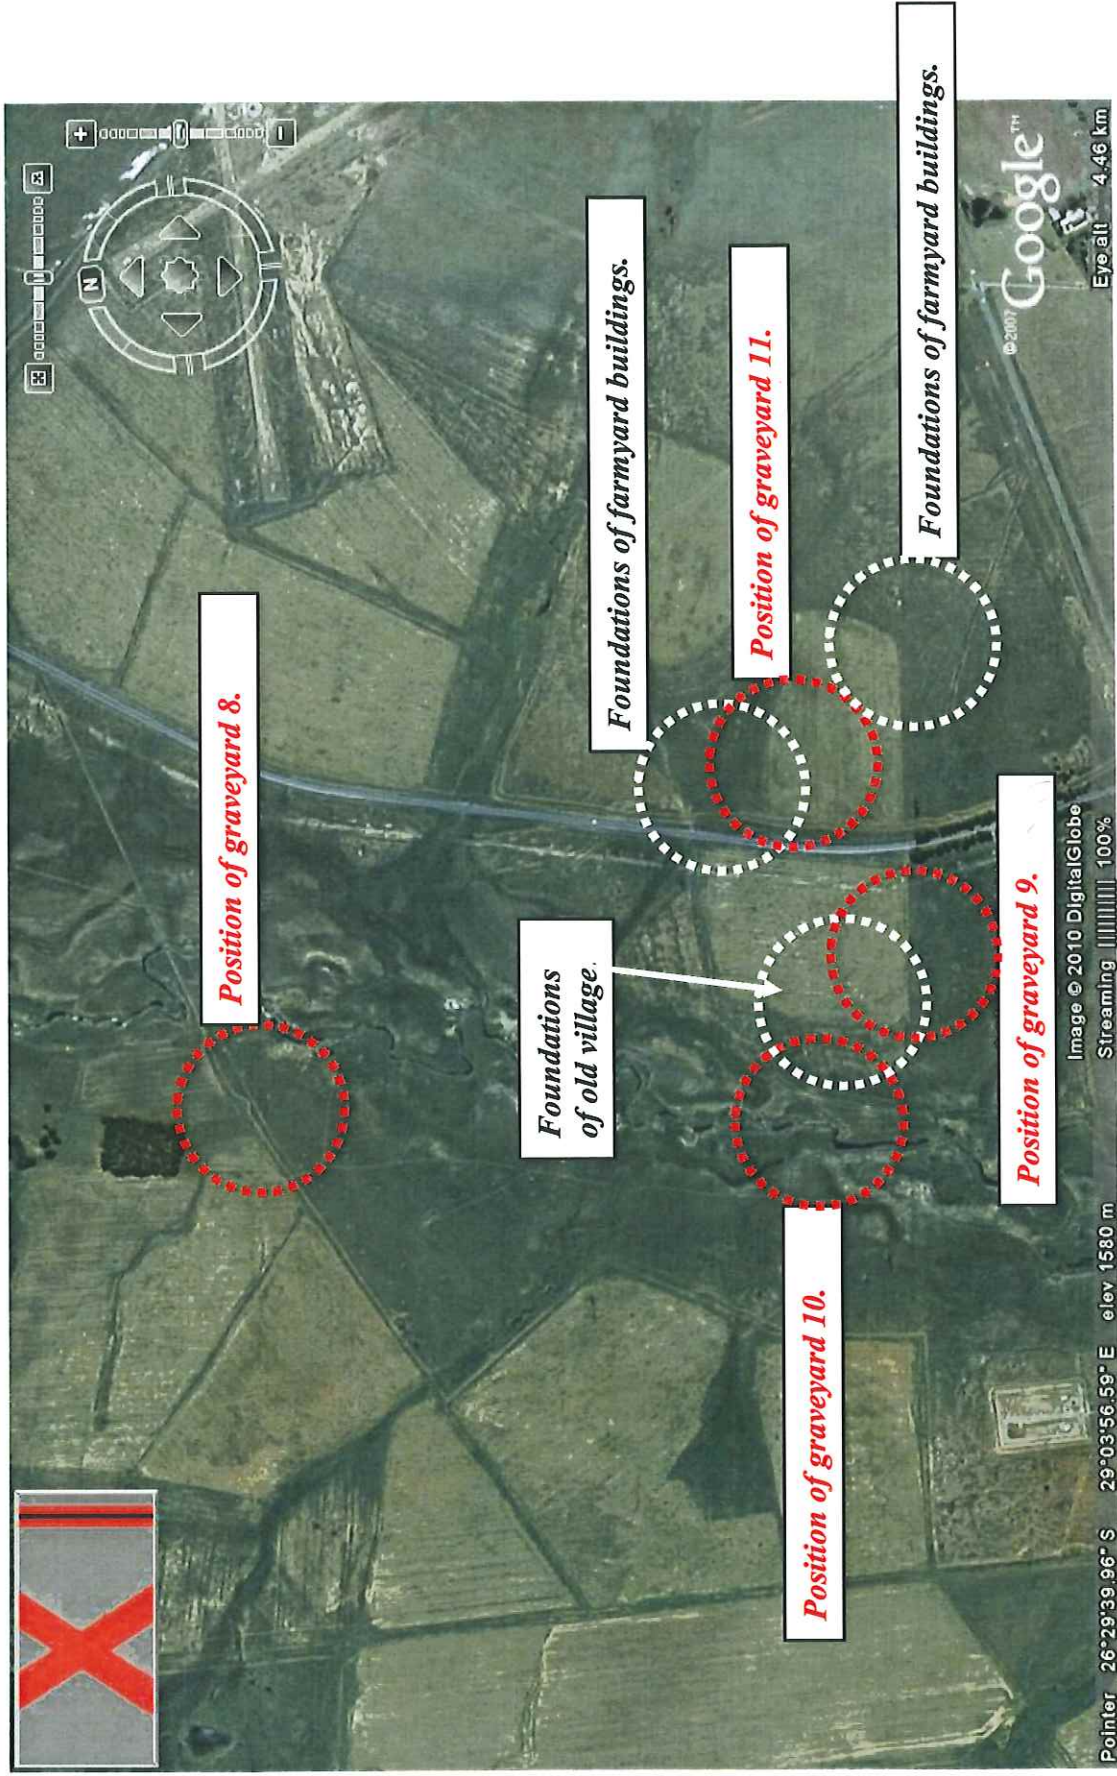 N
Position of graveyard 8.
Foundations of farmyard buildings.
Position of graveyard 11.
Foundations
of old village.
Foundations of farmyard buildings.
Position of graveyard 10.
Position of graveyard 9.
©2007 Google™
Image © 2010 DigitalGlobe
Pointer 26°29'39.96" S 29°03'56.59" E elev 1580 m Streaming |||||||||| 100% Eye alt 4.46 km